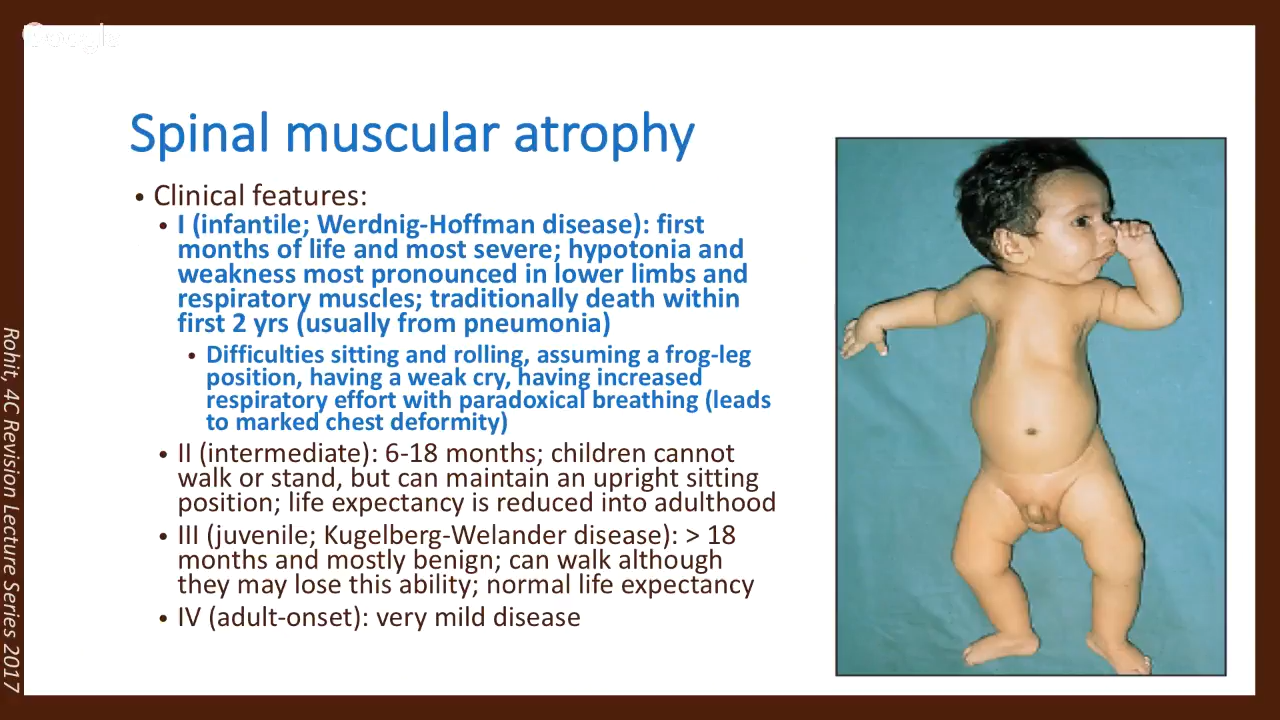 Google
Spinal muscular atrophy
• Clinical features:
• I (infantile; Werdnig-Hoffman disease): first
months of life and most severe; hypotonia and
weakness most pronounced in lower limbs and
respiratory muscles; traditionally death within
first 2 yrs (usually from pneumonia)
• Difficulties sitting and rolling, assuming a frog-leg
position, having a weak cry, having increased
respiratory effort with paradoxical breathing (leads
to marked chest deformity)
• II (intermediate): 6-18 months; children cannot
walk or stand, but can maintain an upright sitting
position; life expectancy is reduced into adulthood
• III (juvenile; Kugelberg-Welander disease): > 18
months and mostly benign; can walk although
they may lose this ability; normal life expectancy
• IV (adult-onset): very mild disease
Rohit, 4C Revision Lecture Series 2017